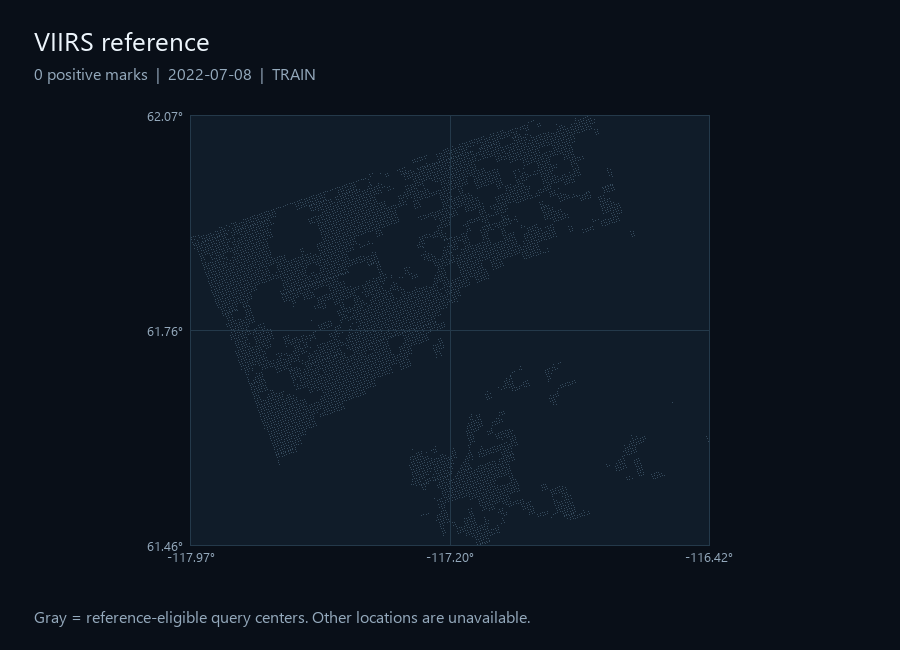 VIIRS reference
0 positive marks | 2022-07-08 | TRAIN
62.07°
61.76°
61.46°
-117.97°
-117.20°
-116.42°
Gray = reference-eligible query centers. Other locations are unavailable.